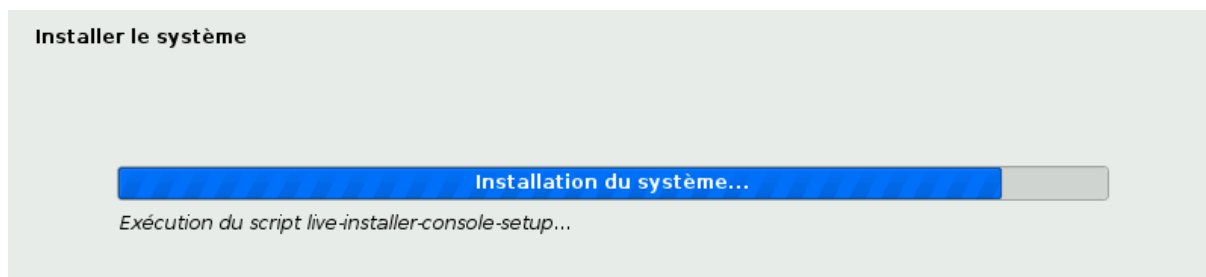 Installer le système
Installation du système...
Exécution du script live-installer-console-setup...